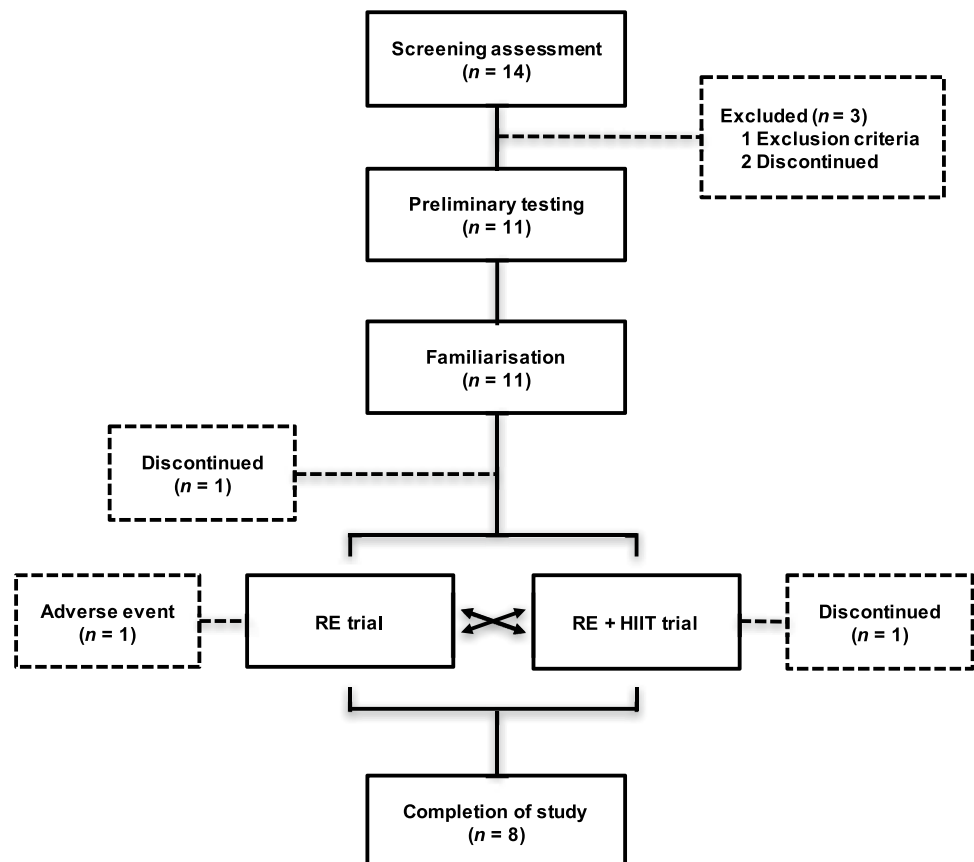 Screening assessment
(n = 14)
Excluded (n = 3)
1 Exclusion criteria
2 Discontinued
Preliminary testing
(n = 11)
Familiarisation
(n = 11)
Discontinued
(n = 1)
Adverse event
(n = 1)
RE trial
RE + HIIT trial
Discontinued
(n = 1)
Completion of study
(n = 8)